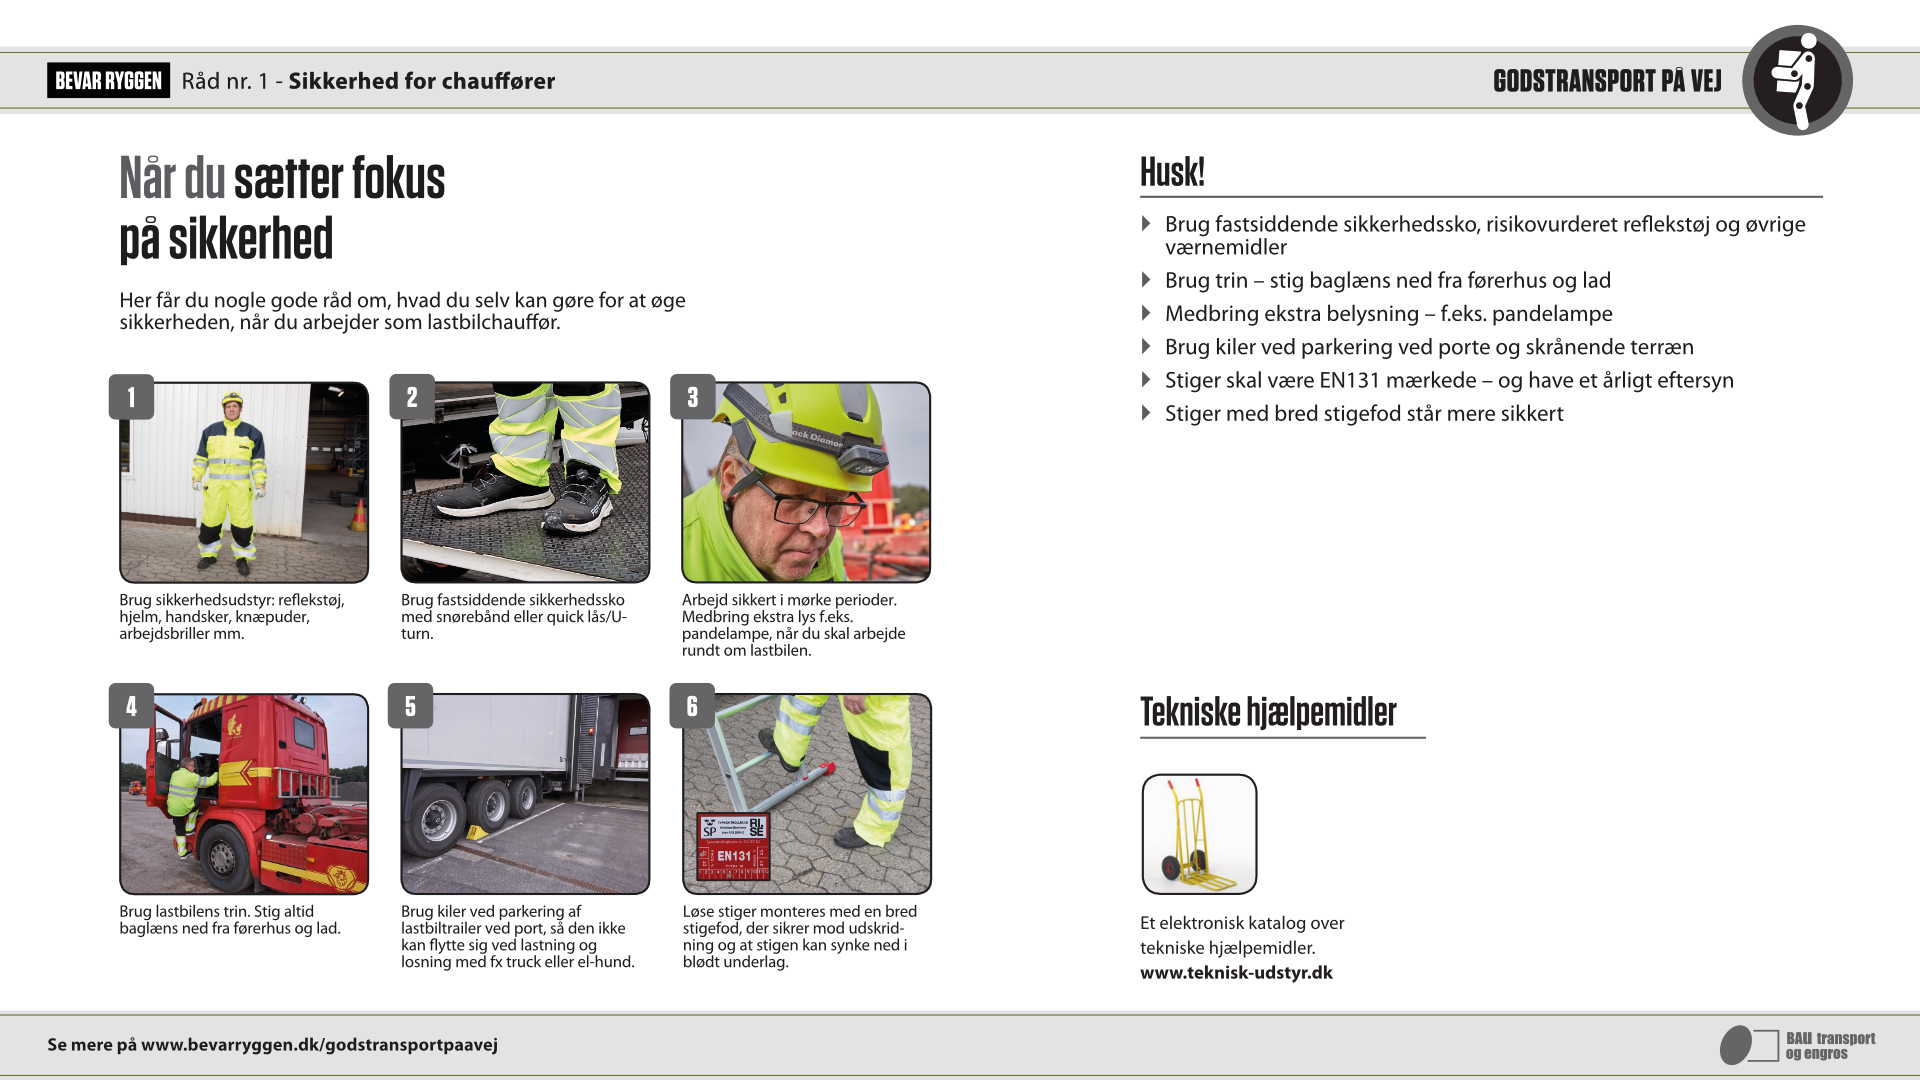 BEVAR RYGGEN Råd nr. 1 - Sikkerhed for chauffører
GODSTRANSPORT PÅ VEJ
Når du sætter fokus
på sikkerhed
Her får du nogle gode råd om, hvad du selv kan gøre for at øge
sikkerheden, når du arbejder som lastbilchauffør.
1
Brug sikkerhedsudstyr: reflekstøj,
hjelm, handsker, knæpuder,
arbejdsbriller mm.
2
Brug fastsiddende sikkerhedssko
med snørebånd eller quick lås/U-
turn.
3
Arbejd sikkert i mørke perioder.
Medbring ekstra lys f.eks.
pandelampe, når du skal arbejde
rundt om lastbilen.
4
Brug lastbilens trin. Stig altid
baglæns ned fra førerhus og lad.
5
Brug kiler ved parkering af
lastbiltrailer ved port, så den ikke
kan flytte sig ved lastning og
losning med fx truck eller el-hund.
6
SP
RI.
SE
EN131
Løse stiger monteres med en bred
stigefod, der sikrer mod udskrid-
ning og at stigen kan synke ned i
blødt underlag.
Husk!
Brug fastsiddende sikkerhedssko, risikovurderet reflekstøj og øvrige
værnemidler
Brug trin – stig baglæns ned fra førerhus og lad
Medbring ekstra belysning – f.eks. pandelampe
Brug kiler ved parkering ved porte og skrånende terræn
Stiger skal være EN131 mærkede – og have et årligt eftersyn
Stiger med bred stigefod står mere sikkert
Tekniske hjælpemidler
Et elektronisk katalog over
tekniske hjælpemidler.
www.teknisk-udstyr.dk
Se mere på www.bevarryggen.dk/godstransportpaavej
BAU transport
og engros